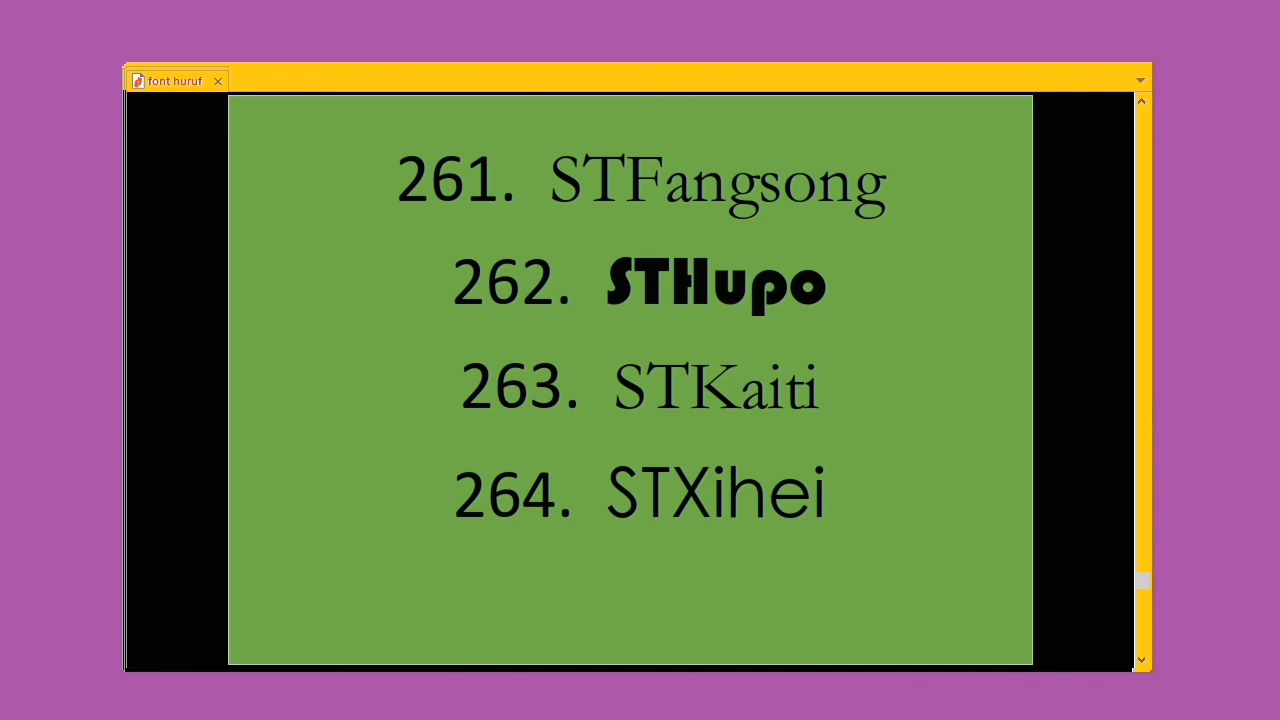 font huruf
261. STFangsong
262. STHupo
263. STKaiti
264. STXihei